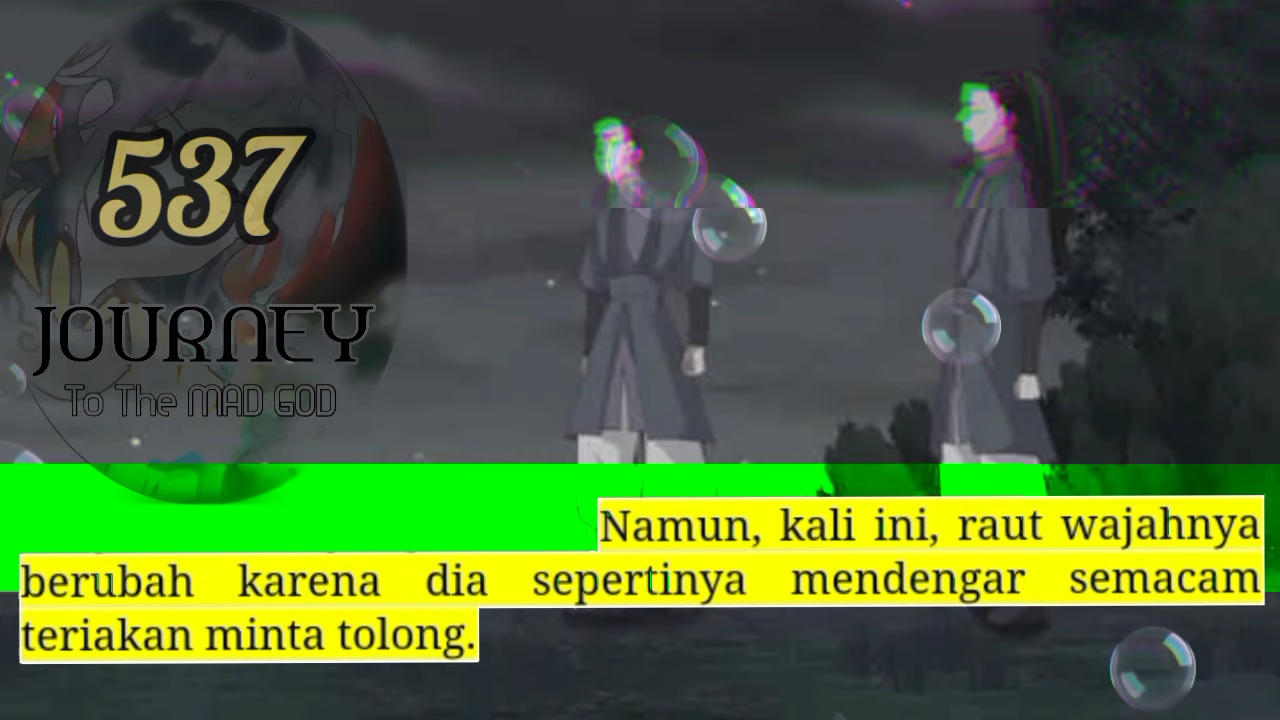 537
JOURNEY
To The MAD GOD
Namun, kali ini, raut wajahnya
berubah karena dia sepertinya mendengar semacam
teriakan minta tolong.